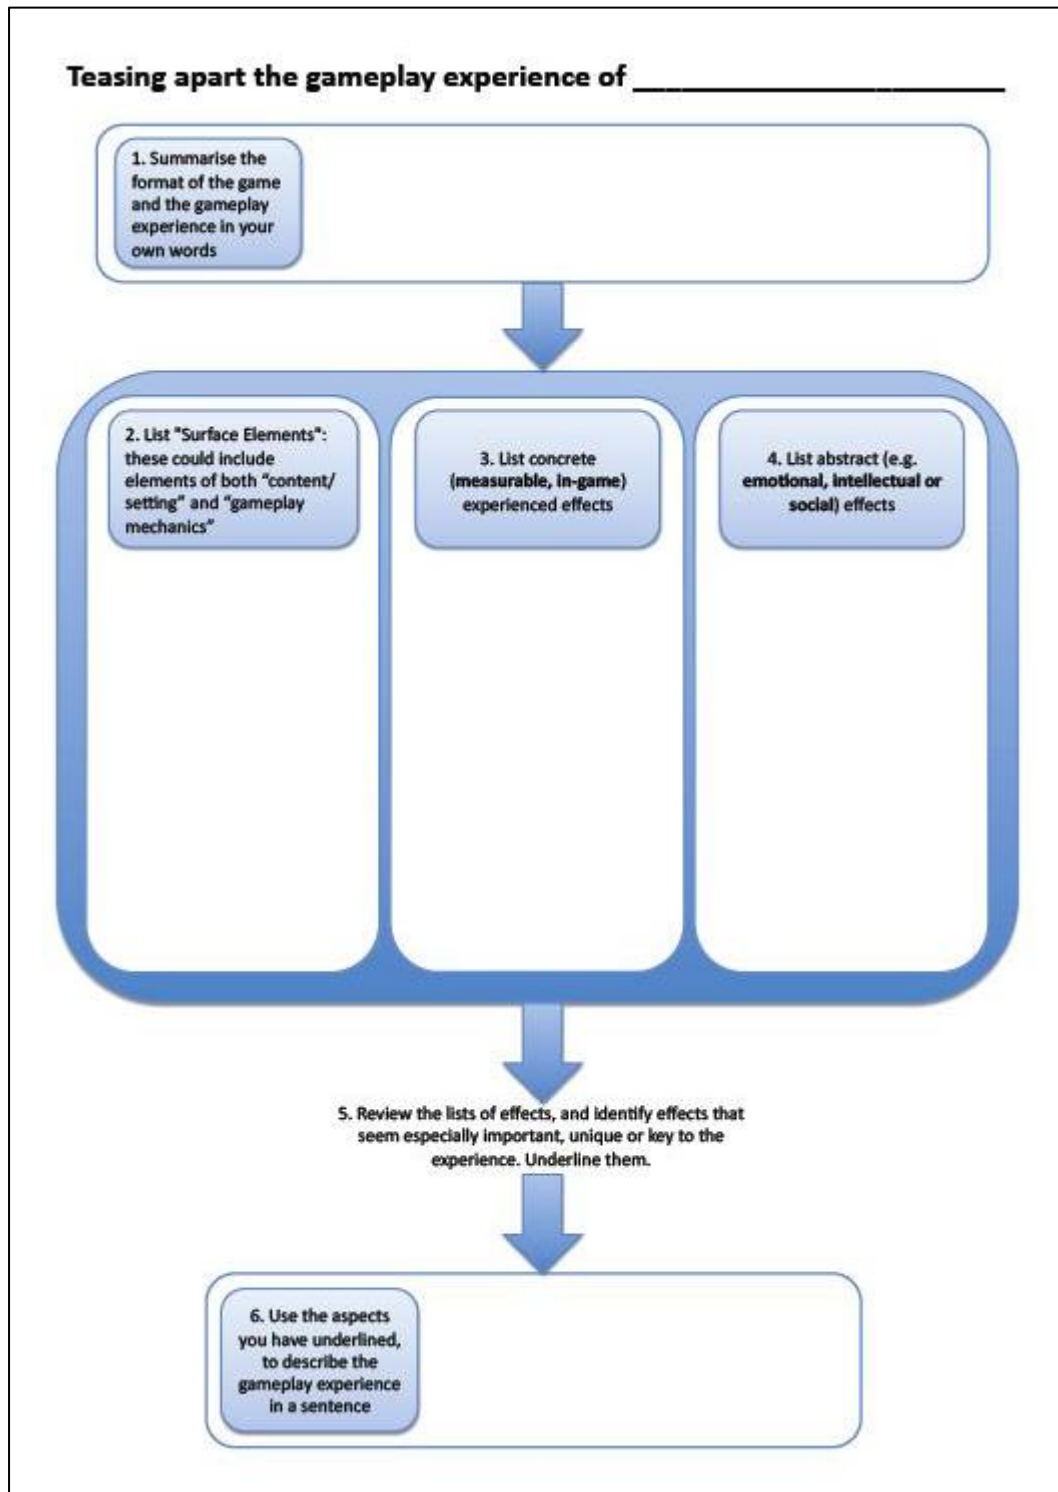 Teasing apart the gameplay experience of ____________________
1. Summarise the
format of the game
and the gameplay
experience in your
own words
2. List "Surface Elements":
these could include
elements of both “content/
setting” and “gameplay
mechanics”
3. List concrete
(measurable, in-game)
experienced effects
4. List abstract (e.g.
emotional, intellectual or
social) effects
5. Review the lists of effects, and identify effects that
seem especially important, unique or key to the
experience. Underline them.
6. Use the aspects
you have underlined,
to describe the
gameplay experience
in a sentence